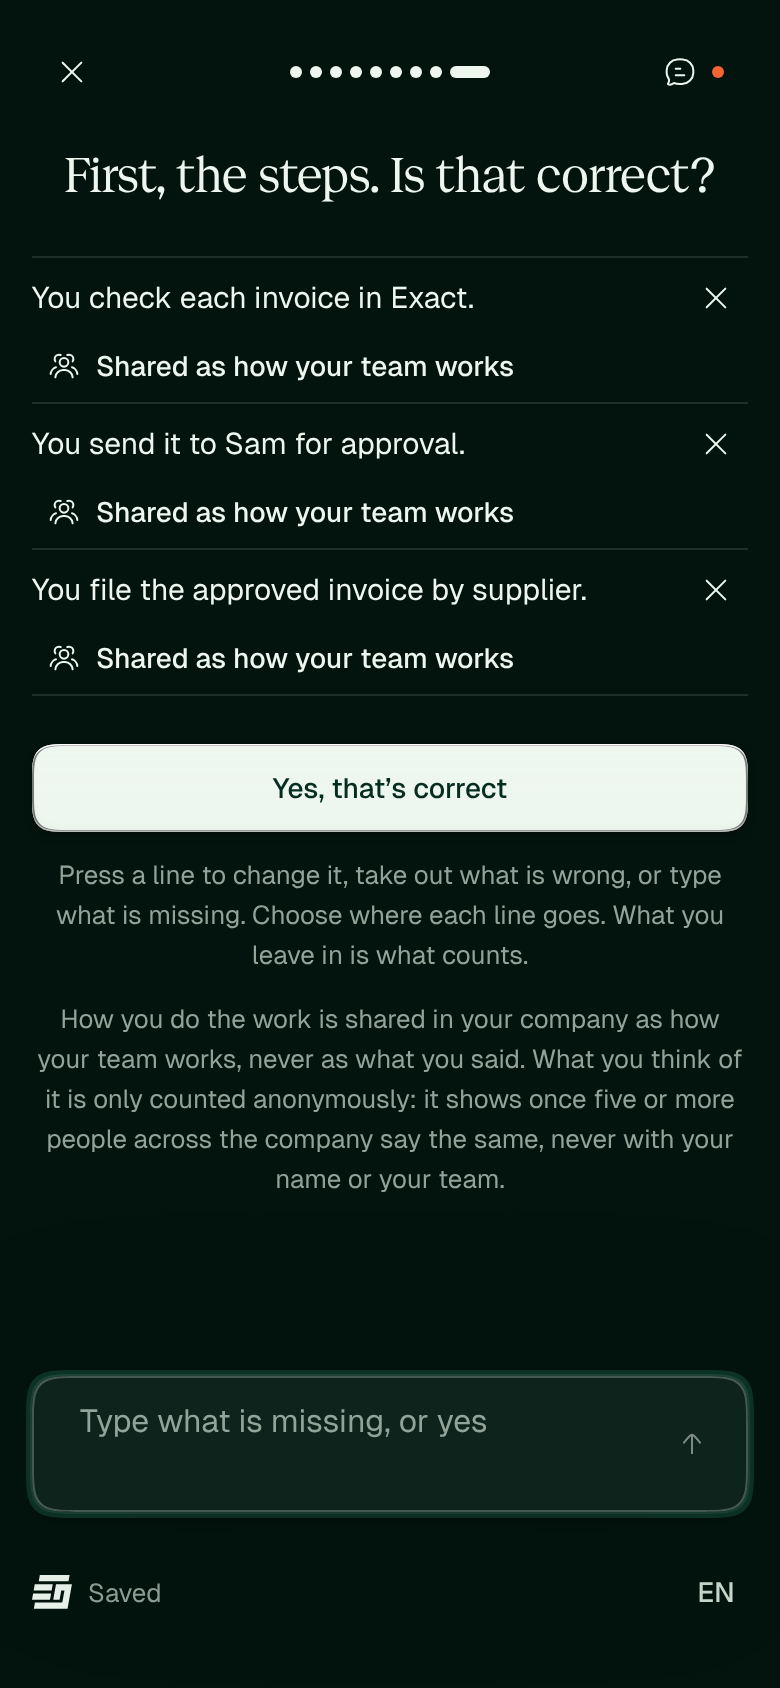 First, the steps. Is that correct?
You check each invoice in Exact.
Shared as how your team works
You send it to Sam for approval.
Shared as how your team works
You file the approved invoice by supplier.
Shared as how your team works
Yes, that’s correct
Press a line to change it, take out what is wrong, or type
what is missing. Choose where each line goes. What you
leave in is what counts.
How you do the work is shared in your company as how
your team works, never as what you said. What you think of
it is only counted anonymously: it shows once five or more
people across the company say the same, never with your
name or your team.
Type what is missing, or yes
Saved
EN